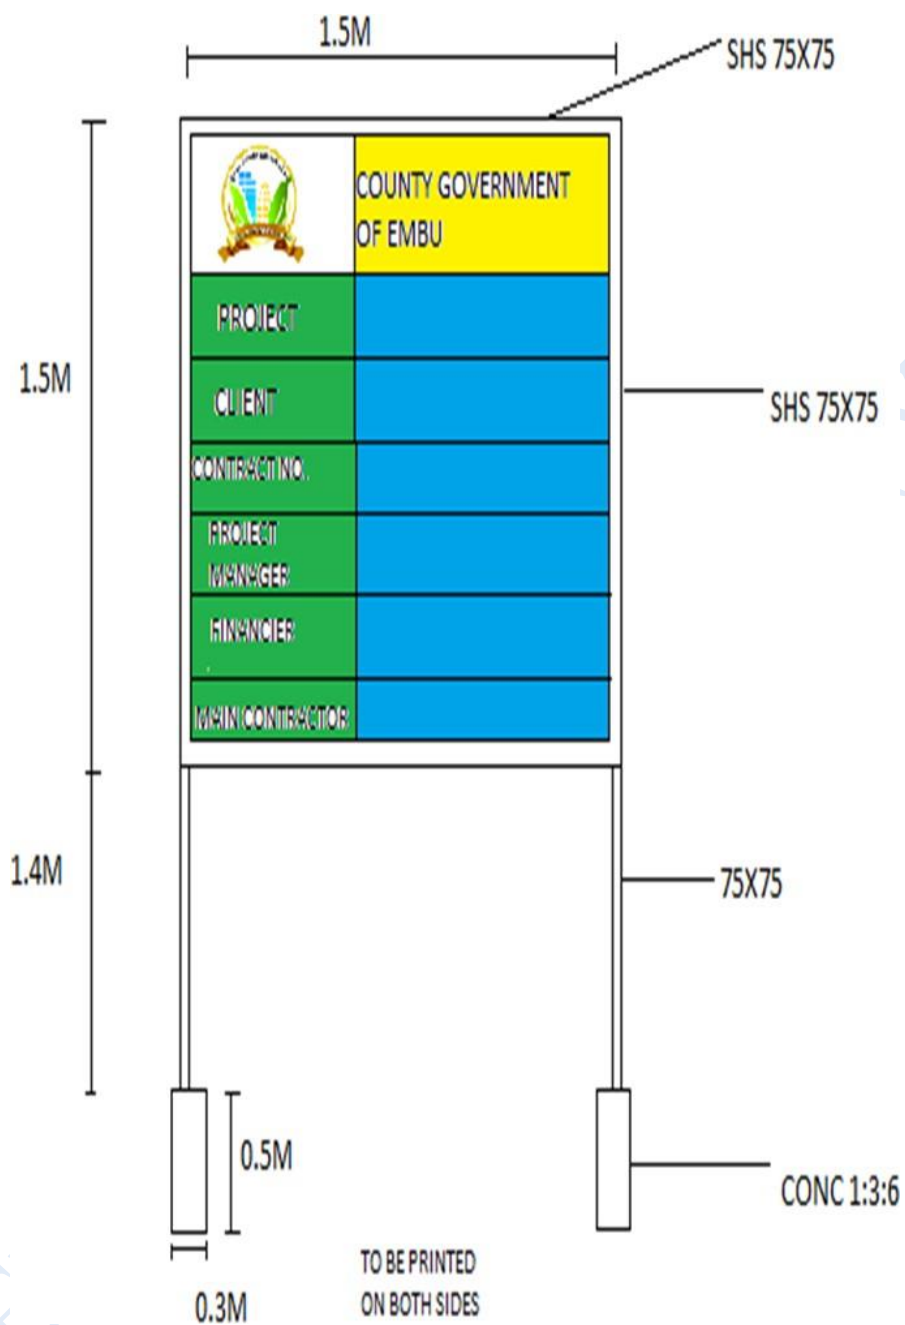 1.5M
SHS 75X75
COUNTY GOVERNMENT
OF EMBU
PROJECT
1.5M
CLIENT
SHS 75X75
CONTRACT NO.
PROJECT
MANAGER
FINANCIER
.
MAIN CONTRACTOR
1.4M
75X75
0.5M
CONC 1:3:6
0.3M
TO BE PRINTED
ON BOTH SIDES